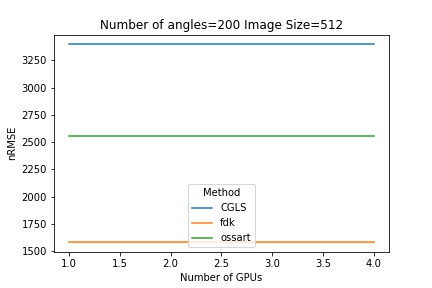 Number of angles=200 Image Size=512
nRMSE
3250
3000
2750
2500
2250
2000
1750
1500
Method
CGLS
fdk
ossart
1.0 1.5 2.0 2.5 3.0 3.5 4.0
Number of GPUs